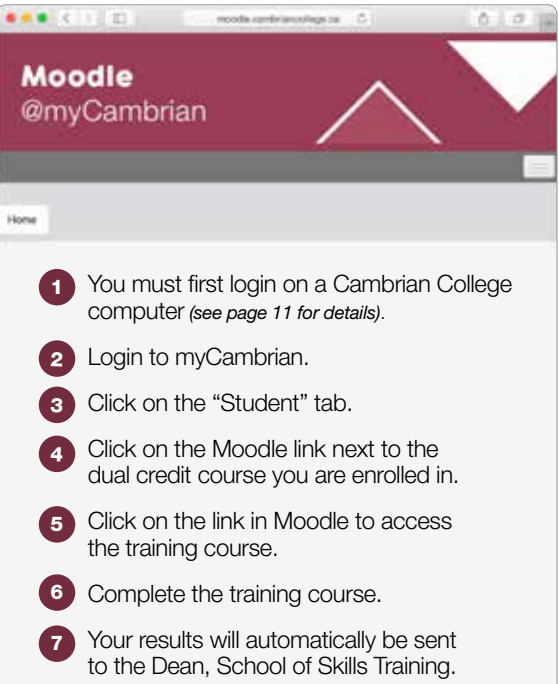 moodle.cambriancollege.ca
Moodle
@myCambrian
Home
1 You must first login on a Cambrian College
computer (see page 11 for details).
2 Login to myCambrian.
3 Click on the “Student” tab.
4 Click on the Moodle link next to the
dual credit course you are enrolled in.
5 Click on the link in Moodle to access
the training course.
6 Complete the training course.
7 Your results will automatically be sent
to the Dean, School of Skills Training.